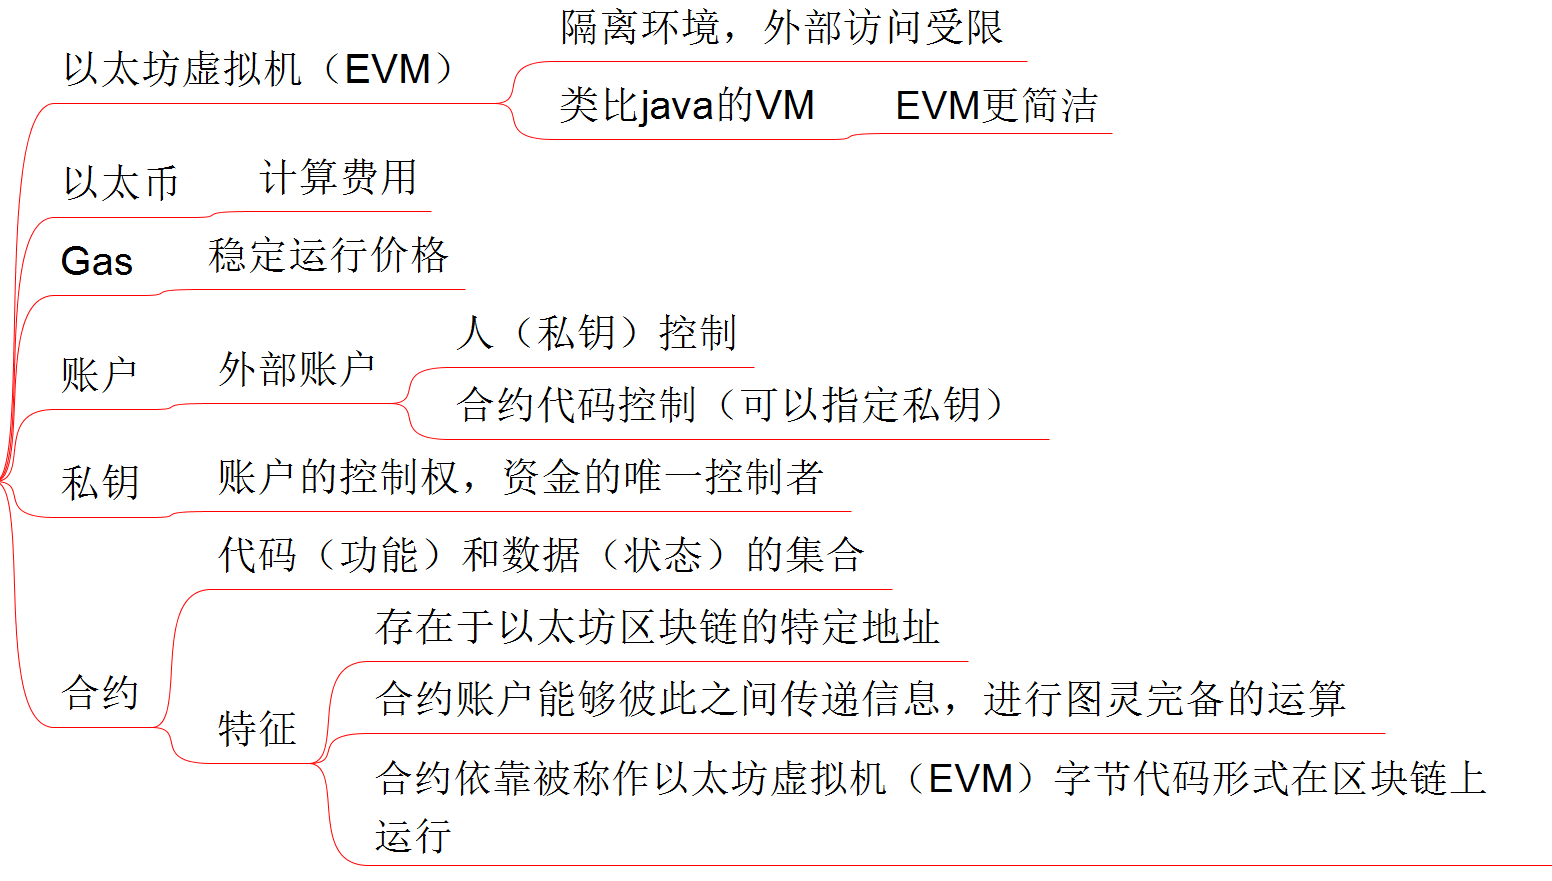 隔离环境，外部访问受限
以太坊虚拟机（EVM）
类比java的VM
EVM更简洁
以太币
计算费用
Gas
稳定运行价格
人（私钥）控制
账户
外部账户
合约代码控制（可以指定私钥）
私钥
账户的控制权，资金的唯一控制者
代码（功能）和数据（状态）的集合
存在于以太坊区块链的特定地址
合约
特征
合约账户能够彼此之间传递信息，进行图灵完备的运算
合约依靠被称作以太坊虚拟机（EVM）字节代码形式在区块链上
运行